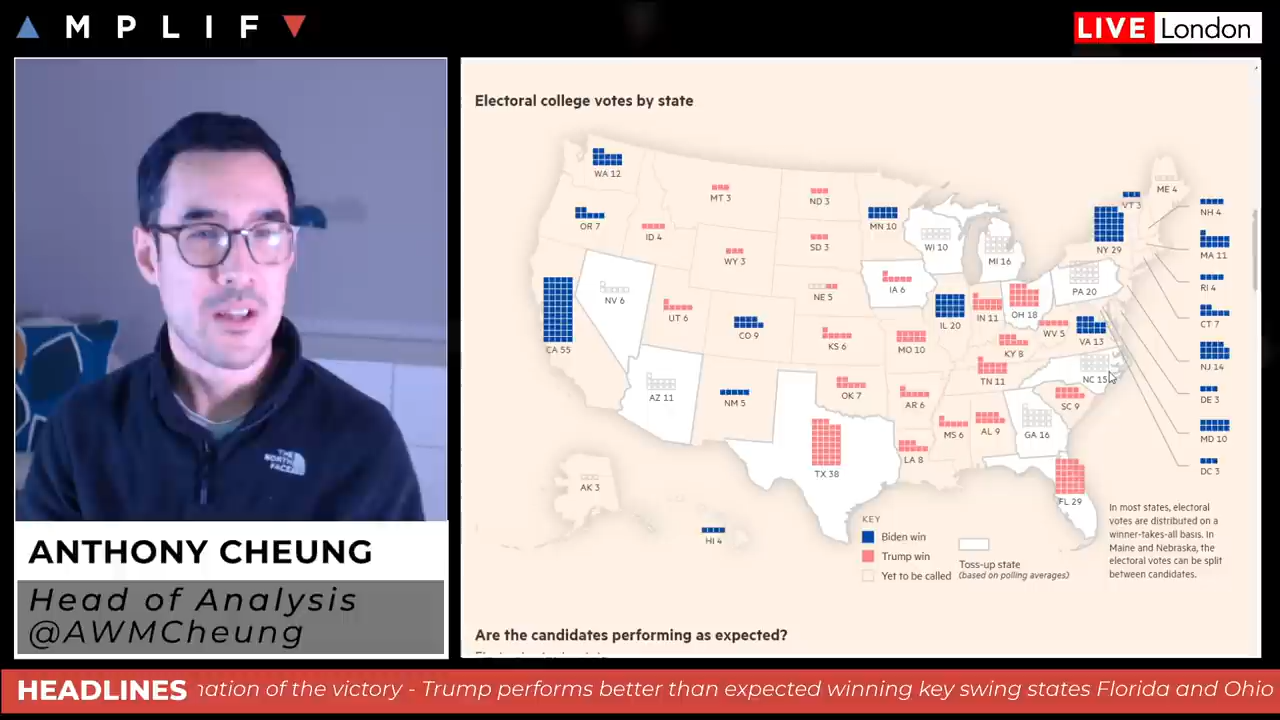 ▲ M P L I F ▼
LIVE London
Electoral college votes by state
WA 12
OR 7
CA 55
NV 6
ID 4
MT 3
WY 3
UT 6
AZ 11
CO 9
NM 5
ND 3
SD 3
NE 5
KS 6
OK 7
TX 38
MN 10
IA 6
MO 10
AR 6
LA 8
WI 10
IL 20
MI 16
IN 11
OH 18
KY 8
TN 11
MS 6
AL 9
GA 16
FL 29
SC 9
NC 15
VA 13
WV 5
PA 20
NY 29
VT 3
ME 4
NH 4
MA 11
RI 4
CT 7
NJ 14
DE 3
MD 10
DC 3
AK 3
HI 4
KEY
Biden win
Trump win
Yet to be called
Toss-up state
(based on polling averages)
In most states, electoral
votes are distributed on a
winner-takes-all basis. In
Maine and Nebraska, the
electoral votes can be split
between candidates.
Are the candidates performing as expected?
THE
NORTH
FACE
ANTHONY CHEUNG
Head of Analysis
@AWMCheung
HEADLINES
nation of the victory - Trump performs better than expected winning key swing states Florida and Ohio